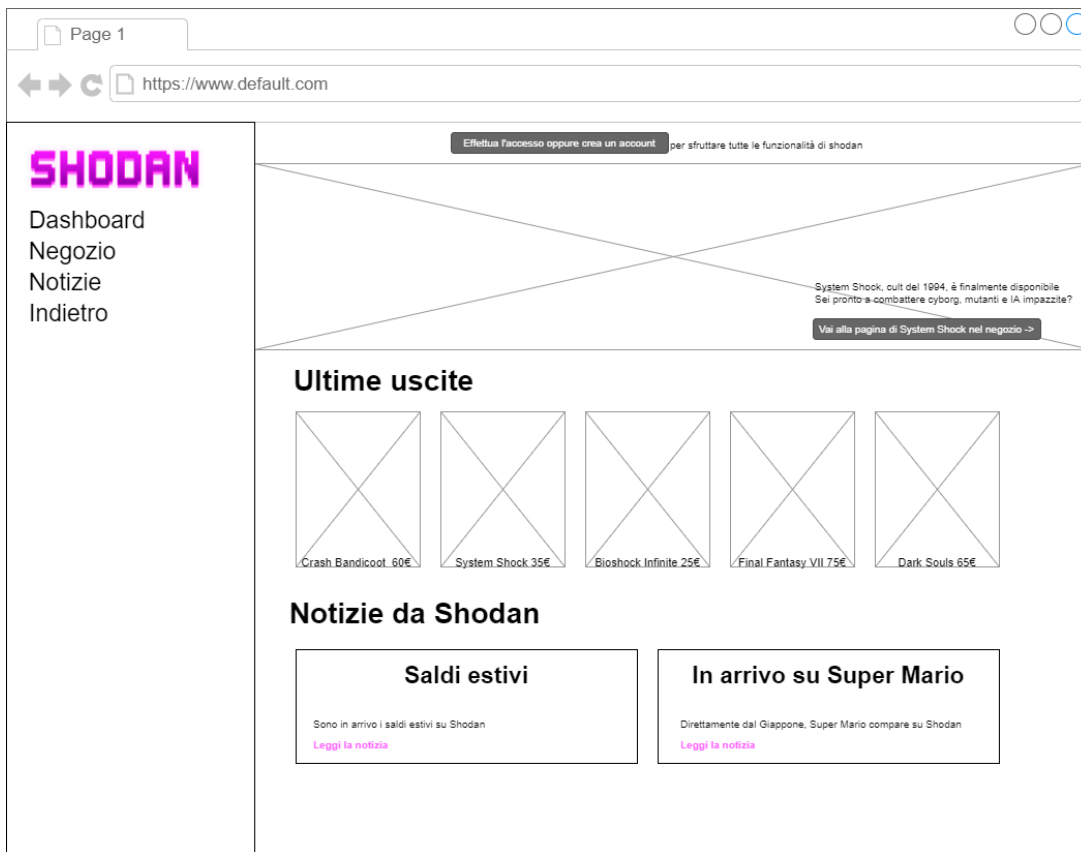 Page 1
https://www.default.com
SHODAN
Dashboard
Negozio
Notizie
Indietro
Effettua l'accesso oppure crea un account per sfruttare tutte le funzionalità di shodan
System Shock, cult del 1994, è finalmente disponibile
Sei pronto a combattere cyborg, mutanti e IA impazzite?
Vai alla pagina di System Shock nel negozio ->
Ultime uscite
Crash Bandicoot 60€
System Shock 35€
Bioshock Infinite 25€
Final Fantasy VII 75€
Dark Souls 65€
Notizie da Shodan
Saldi estivi
Sono in arrivo i saldi estivi su Shodan
Leggi la notizia
In arrivo su Super Mario
Direttamente dal Giappone, Super Mario compare su Shodan
Leggi la notizia